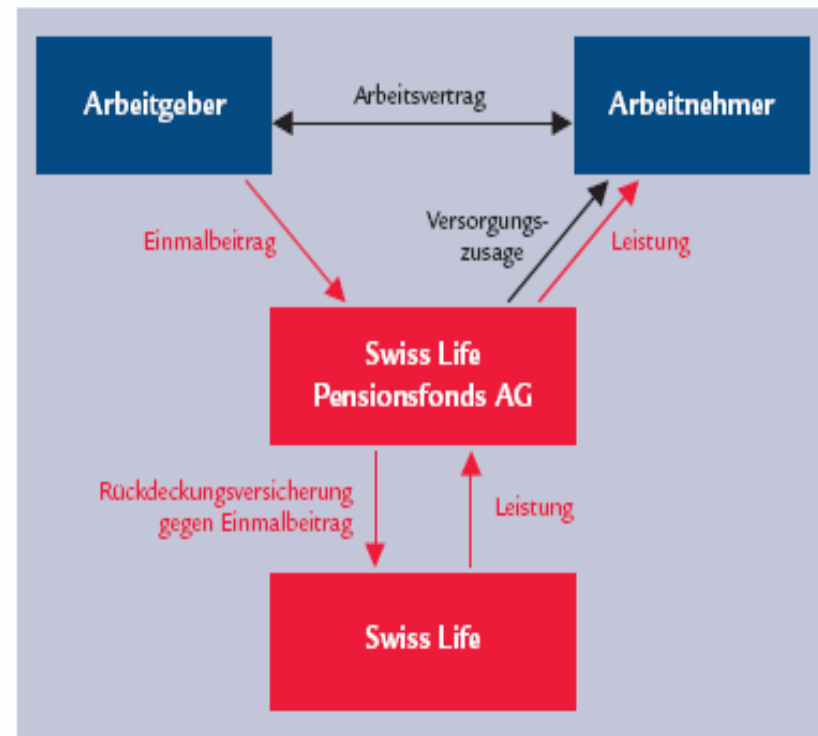 Arbeitgeber
Arbeitsvertrag
Arbeitnehmer
Einmalbeitrag
Versorgungs-
zusage
Leistung
Swiss Life
Pensionsfonds AG
Rückdeckungsversicherung
gegen Einmalbeitrag
Leistung
Swiss Life